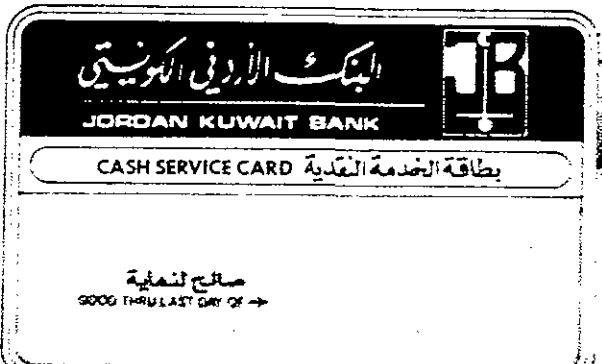 البنك الأردني الكويتي
JORDAN KUWAIT BANK
CASH SERVICE CARD بطاقة الخدمة النقدية
صالح لنهاية
GOOD THRU LAST DAY OF →